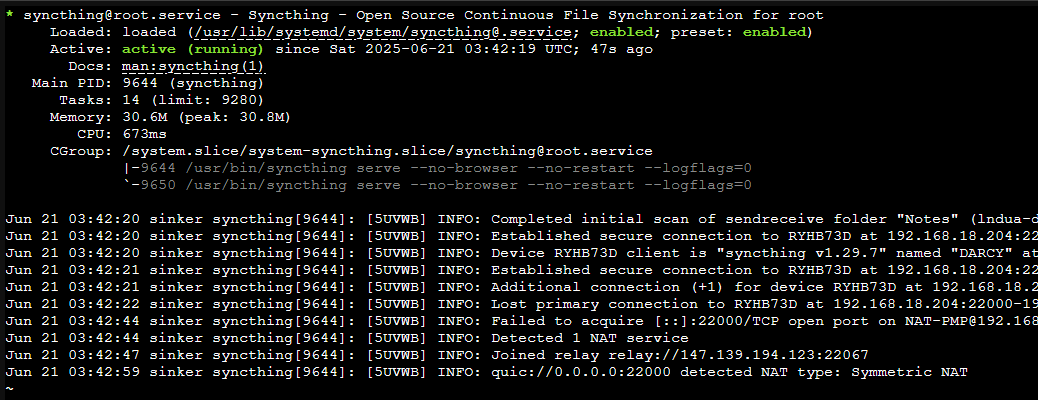 * syncthing@root.service - Syncthing - Open Source Continuous File Synchronization for root
Loaded: loaded (/usr/lib/systemd/system/syncthing@.service; enabled; preset: enabled)
Active: active (running) since Sat 2025-06-21 03:42:19 UTC; 47s ago
Docs: man:syncthing(1)
Main PID: 9644 (syncthing)
Tasks: 14 (limit: 9280)
Memory: 30.6M (peak: 30.8M)
CPU: 673ms
CGroup: /system.slice/system-syncthing.slice/syncthing@root.service
|-9644 /usr/bin/syncthing serve --no-browser --no-restart --logflags=0
`-9650 /usr/bin/syncthing serve --no-browser --no-restart --logflags=0
Jun 21 03:42:20 sinker syncthing[9644]: [5UVWB] INFO: Completed initial scan of sendreceive folder "Notes" (lndua-d
Jun 21 03:42:20 sinker syncthing[9644]: [5UVWB] INFO: Established secure connection to RYHB73D at 192.168.18.204:22
Jun 21 03:42:20 sinker syncthing[9644]: [5UVWB] INFO: Device RYHB73D client is "syncthing v1.29.7" named "DARCY" at
Jun 21 03:42:21 sinker syncthing[9644]: [5UVWB] INFO: Established secure connection to RYHB73D at 192.168.18.204:22
Jun 21 03:42:21 sinker syncthing[9644]: [5UVWB] INFO: Additional connection (+1) for device RYHB73D at 192.168.18.2
Jun 21 03:42:22 sinker syncthing[9644]: [5UVWB] INFO: Lost primary connection to RYHB73D at 192.168.18.204:22000-19
Jun 21 03:42:44 sinker syncthing[9644]: [5UVWB] INFO: Failed to acquire [::]:22000/TCP open port on NAT-PMP@192.168
Jun 21 03:42:44 sinker syncthing[9644]: [5UVWB] INFO: Detected 1 NAT service
Jun 21 03:42:47 sinker syncthing[9644]: [5UVWB] INFO: Joined relay relay://147.139.194.123:22067
Jun 21 03:42:59 sinker syncthing[9644]: [5UVWB] INFO: quic://0.0.0.0:22000 detected NAT type: Symmetric NAT
~